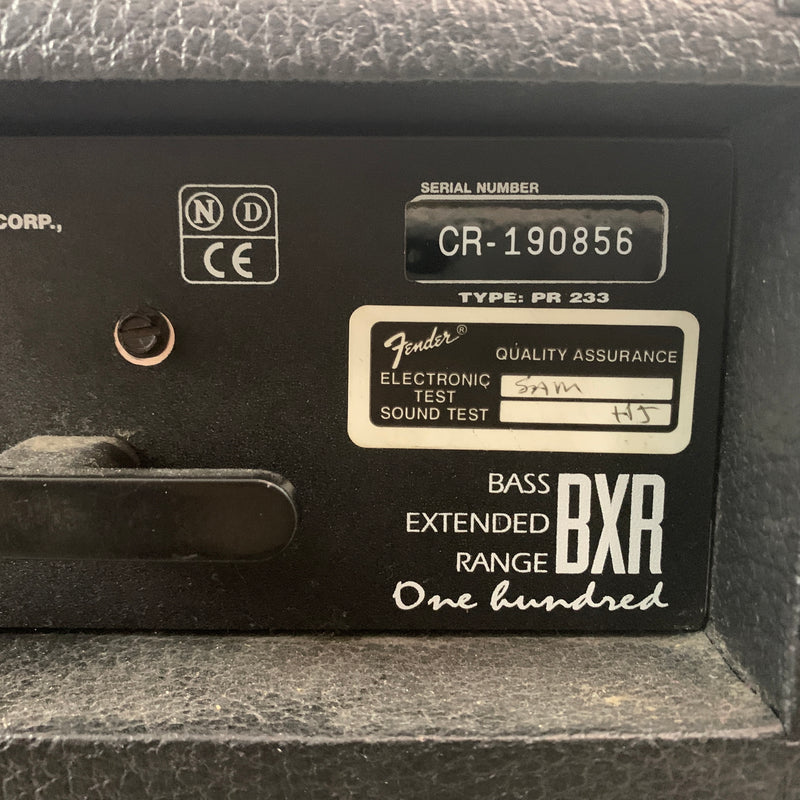 CORP.,
N D
CE
SERIAL NUMBER
CR-190856
TYPE: PR 233
Fender®
QUALITY ASSURANCE
ELECTRONIC
TEST
SAM
SOUND TEST
HJ
BASS
EXTENDED
RANGE
BXR
One hundred